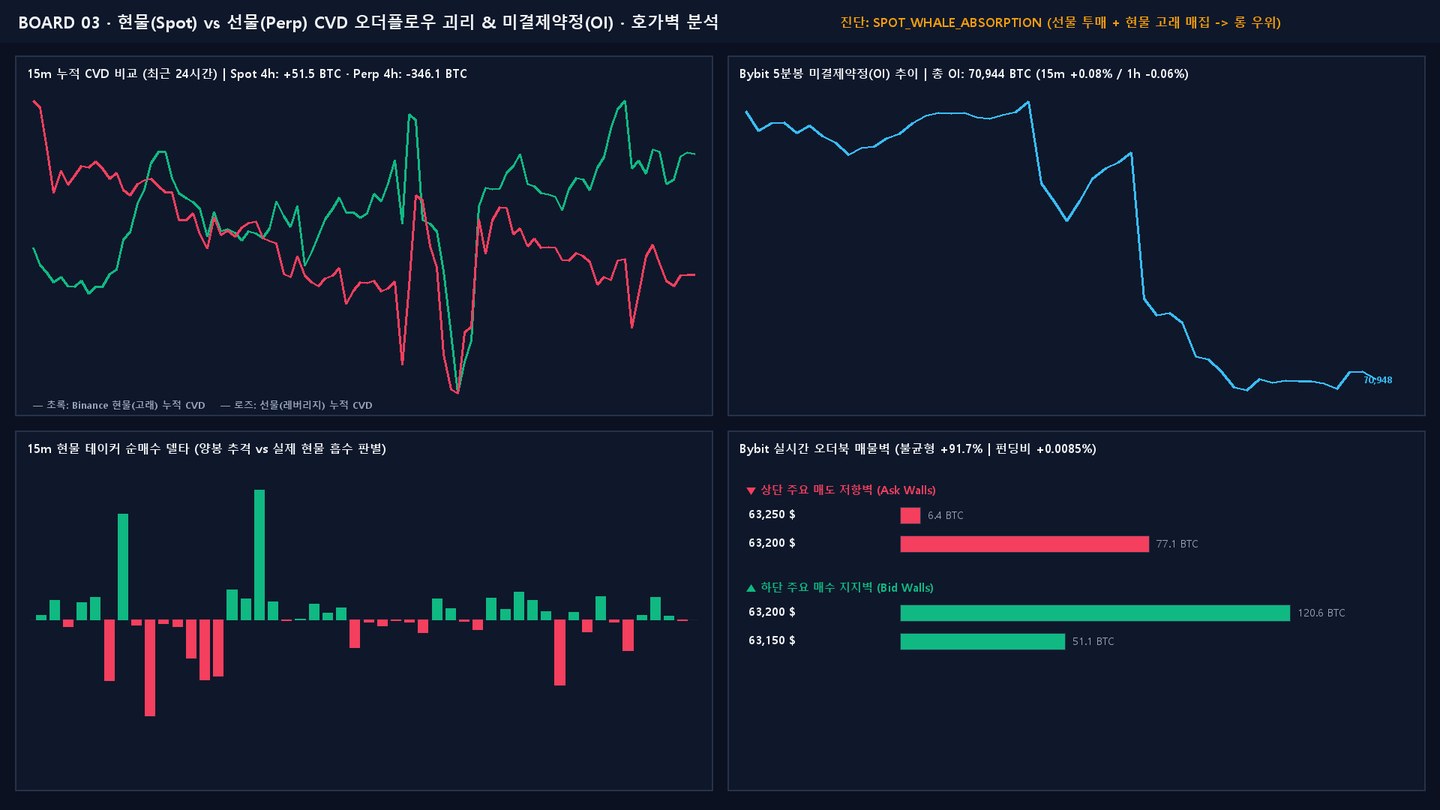 BOARD 03 · 현물(Spot) vs 선물(Perp) CVD 오더플로우 괴리 & 미결제약정(OI) · 호가벽 분석
진단: SPOT_WHALE_ABSORPTION (선물 투매 + 현물 고래 매집 -> 롱 우위)
15m 누적 CVD 비교 (최근 24시간) | Spot 4h: +51.5 BTC · Perp 4h: -346.1 BTC
— 초록: Binance 현물(고래) 누적 CVD
— 로즈: 선물(레버리지) 누적 CVD
Bybit 5분봉 미결제약정(OI) 추이 | 총 OI: 70,944 BTC (15m +0.08% / 1h -0.06%)
70,948
15m 현물 테이커 순매수 델타 (양봉 추격 vs 실제 현물 흡수 판별)
Bybit 실시간 오더북 매물벽 (불균형 +91.7% | 펀딩비 +0.0085%)
▼ 상단 주요 매도 저항벽 (Ask Walls)
63,250 $ 6.4 BTC
63,200 $ 77.1 BTC
▲ 하단 주요 매수 지지벽 (Bid Walls)
63,200 $ 120.6 BTC
63,150 $ 51.1 BTC